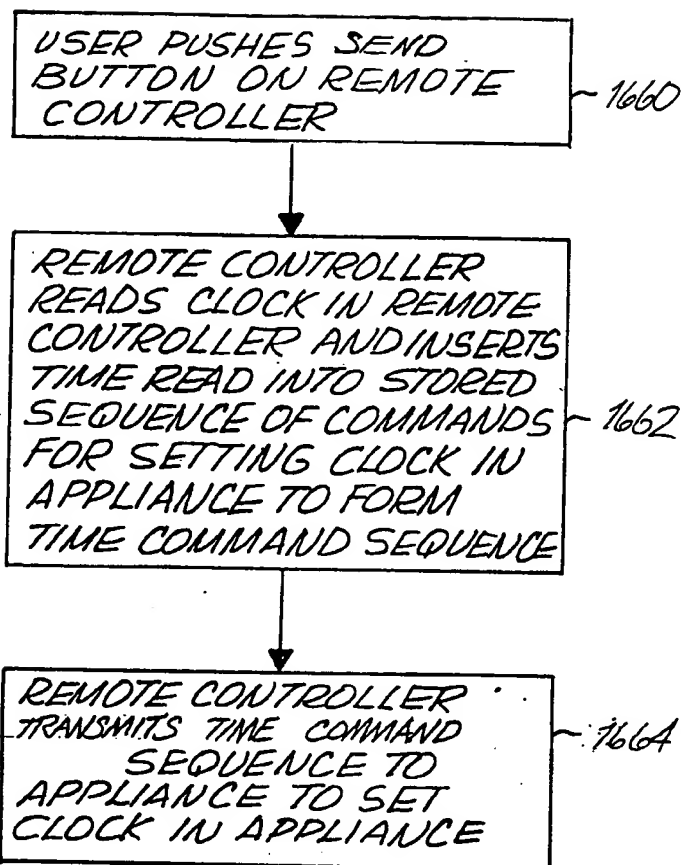 USER PUSHES SEND
BUTTON ON REMOTE
CONTROLLER
1660
REMOTE CONTROLLER
READS CLOCK IN REMOTE
CONTROLLER AND INSERTS
TIME READ INTO STORED
SEQUENCE OF COMMANDS
FOR SETTING CLOCK IN
APPLIANCE TO FORM
TIME COMMAND SEQUENCE
1662
REMOTE CONTROLLER
TRANSMITS TIME COMMAND
SEQUENCE TO
APPLIANCE TO SET
CLOCK IN APPLIANCE
1664